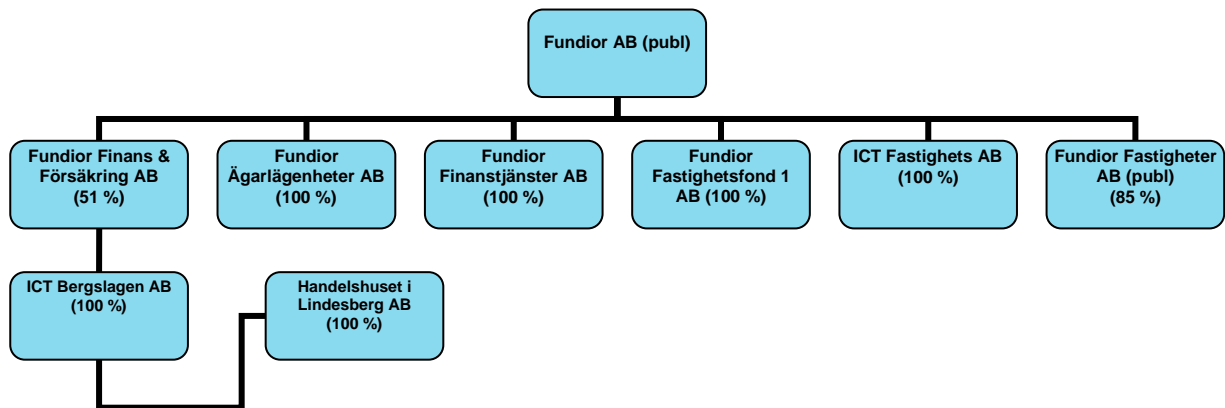 Fundior AB (publ)
Fundior Finans &
Försäkring AB
(51 %)
Fundior
Ägarlägenheter AB
(100 %)
Fundior
Finanstjänster AB
(100 %)
Fundior
Fastighetsfond 1
AB (100 %)
ICT Fastighets AB
(100 %)
Fundior Fastigheter
AB (publ)
(85 %)
ICT Bergslagen AB
(100 %)
Handelshuset i
Lindesberg AB
(100 %)